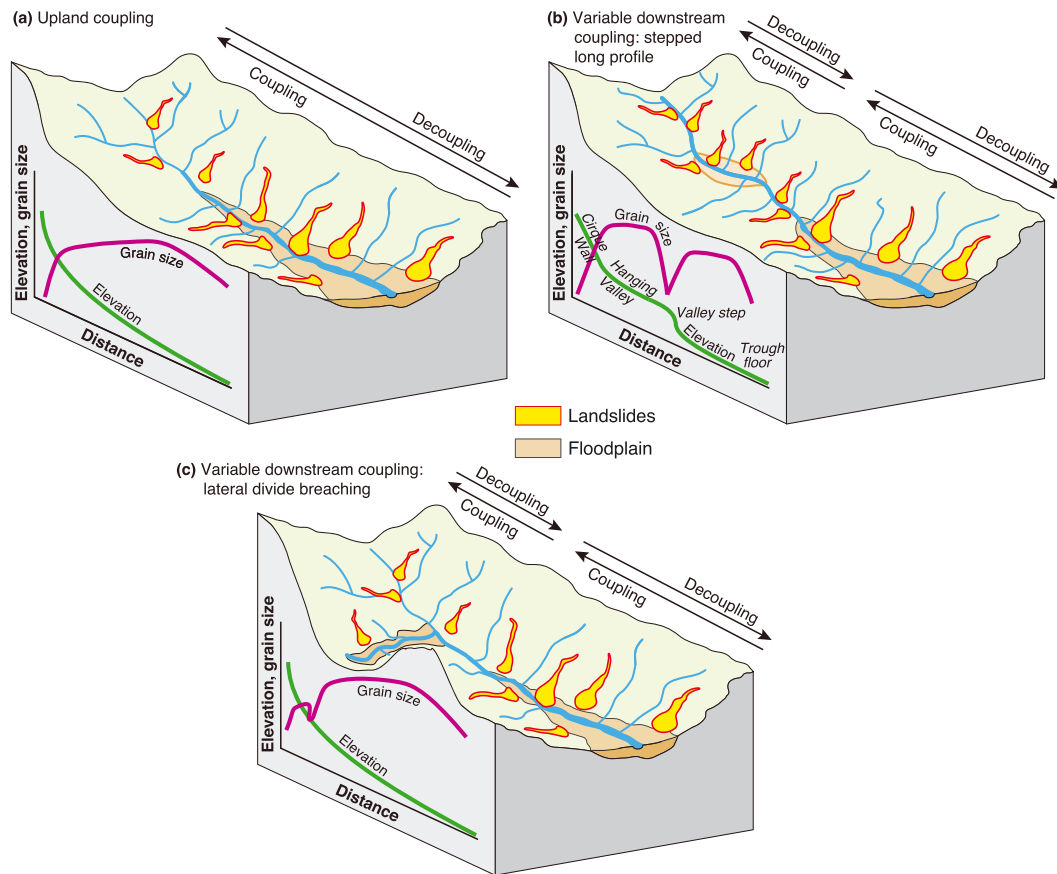 (a) Upland coupling
Coupling
Decoupling
Elevation, grain size
Grain size
Elevation
Distance
(b) Variable downstream
coupling: stepped
long profile
Decoupling
Coupling
Decoupling
Coupling
Elevation, grain size
Cirque
Wall
Grain size
Hanging
Valley
Valley step
Elevation
Trough
floor
Distance
Landslides
Floodplain
(c) Variable downstream coupling:
lateral divide breaching
Decoupling
Coupling
Decoupling
Coupling
Elevation, grain size
Grain size
Elevation
Distance